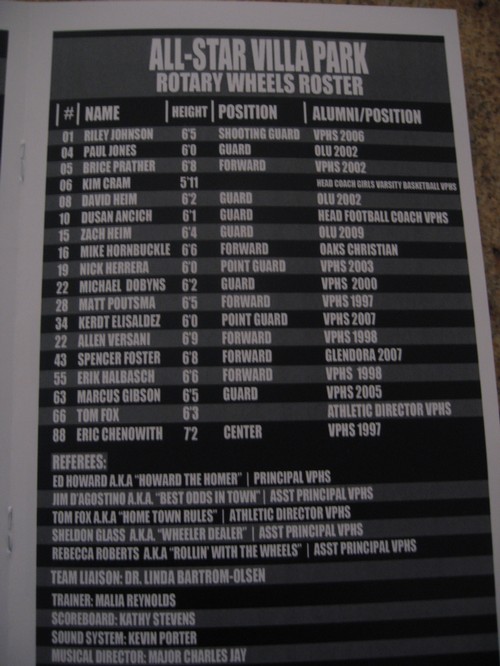 ALL-STAR VILLA PARK
ROTARY WHEELS ROSTER
# NAME HEIGHT POSITION ALUMNI/POSITION
01 RILEY JOHNSON 6'5 SHOOTING GUARD VPHS 2006
04 PAUL JONES 6'0 GUARD OLU 2002
05 BRICE PRATHER 6'8 FORWARD VPHS 2002
06 KIM CRAM 5'11 HEAD COACH GIRLS VARSITY BASKETBALL VPHS
08 DAVID HEIM 6'2 GUARD OLU 2002
10 DUSAN ANCICH 6'1 GUARD HEAD FOOTBALL COACH VPHS
15 ZACH HEIM 6'4 GUARD OLU 2009
16 MIKE HORNBUCKLE 6'6 FORWARD OAKS CHRISTIAN
19 NICK HERRERA 6'0 POINT GUARD VPHS 2003
22 MICHAEL DOBYNS 6'2 GUARD VPHS 2000
28 MATT POUTSMA 6'5 FORWARD VPHS 1997
34 KERDT ELISALDEZ 6'0 POINT GUARD VPHS 2007
22 ALLEN VERSANI 6'9 FORWARD VPHS 1998
43 SPENCER FOSTER 6'8 FORWARD GLENDORA 2007
55 ERIK HALBASCH 6'6 FORWARD VPHS 1998
63 MARCUS GIBSON 6'5 GUARD VPHS 2005
66 TOM FOX 6'3 ATHLETIC DIRECTOR VPHS
88 ERIC CHENOWITH 7'2 CENTER VPHS 1997
REFEREES:
ED HOWARD A.K.A "HOWARD THE HOMER" | PRINCIPAL VPHS
JIM D'AGOSTINO A.K.A. "BEST ODDS IN TOWN" | ASST PRINCIPAL VPHS
TOM FOX A.K.A "HOME TOWN RULES" | ATHLETIC DIRECTOR VPHS
SHELDON GLASS A.K.A. "WHEELER DEALER" | ASST PRINCIPAL VPHS
REBECCA ROBERTS A.K.A "ROLLIN' WITH THE WHEELS" | ASST PRINCIPAL VPHS
TEAM LIAISON: DR. LINDA BARTROM-OLSEN
TRAINER: MALIA REYNOLDS
SCOREBOARD: KATHY STEVENS
SOUND SYSTEM: KEVIN PORTER
MUSICAL DIRECTOR: MAJOR CHARLES JAY